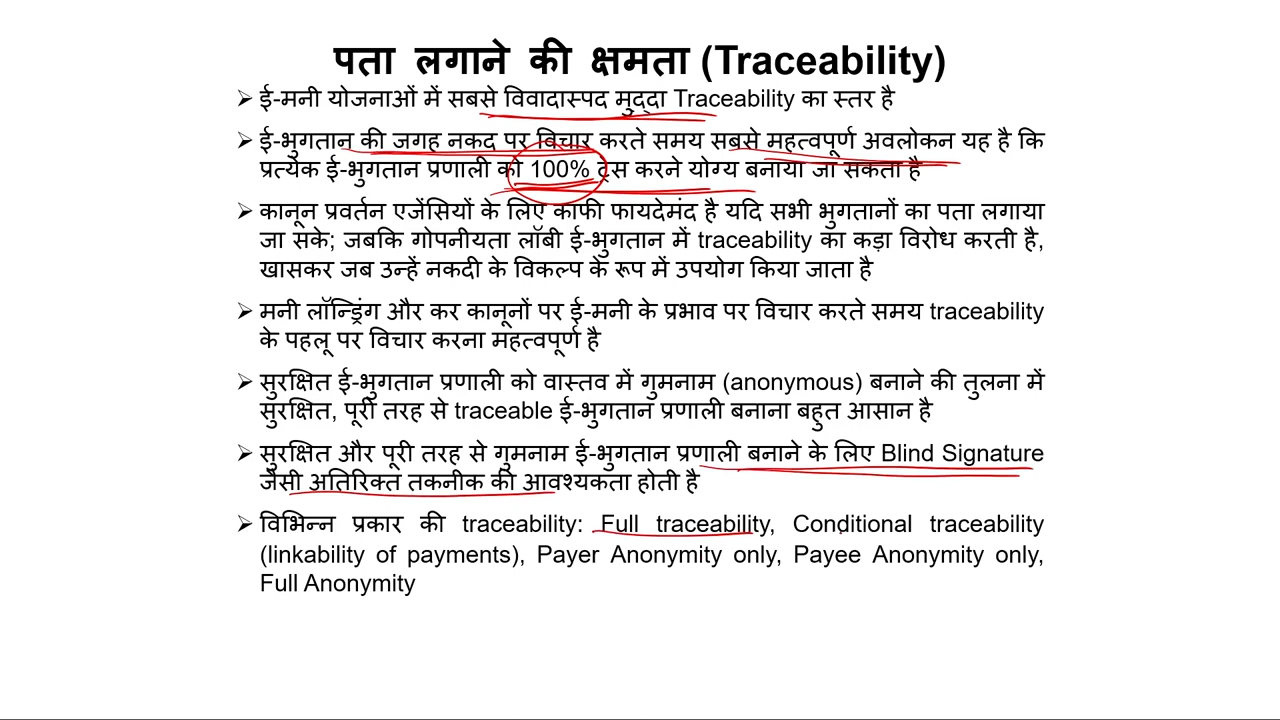 पता लगाने की क्षमता (Traceability)
➢ ई-मनी योजनाओं में सबसे विवादास्पद मुद्दा Traceability का स्तर है
➢ ई-भुगतान की जगह नकद पर विचार करते समय सबसे महत्वपूर्ण अवलोकन यह है कि
प्रत्येक ई-भुगतान प्रणाली को 100% ट्रेस करने योग्य बनाया जा सकता है
➢ कानून प्रवर्तन एजेंसियों के लिए काफी फायदेमंद है यदि सभी भुगतानों का पता लगाया
जा सके; जबकि गोपनीयता लॉबी ई-भुगतान में traceability का कड़ा विरोध करती है,
खासकर जब उन्हें नकदी के विकल्प के रूप में उपयोग किया जाता है
➢ मनी लॉन्ड्रिंग और कर कानूनों पर ई-मनी के प्रभाव पर विचार करते समय traceability
के पहलू पर विचार करना महत्वपूर्ण है
➢ सुरक्षित ई-भुगतान प्रणाली को वास्तव में गुमनाम (anonymous) बनाने की तुलना में
सुरक्षित, पूरी तरह से traceable ई-भुगतान प्रणाली बनाना बहुत आसान है
➢ सुरक्षित और पूरी तरह से गुमनाम ई-भुगतान प्रणाली बनाने के लिए Blind Signature
जैसी अतिरिक्त तकनीक की आवश्यकता होती है
➢ विभिन्न प्रकार की traceability: Full traceability, Conditional traceability
(linkability of payments), Payer Anonymity only, Payee Anonymity only,
Full Anonymity